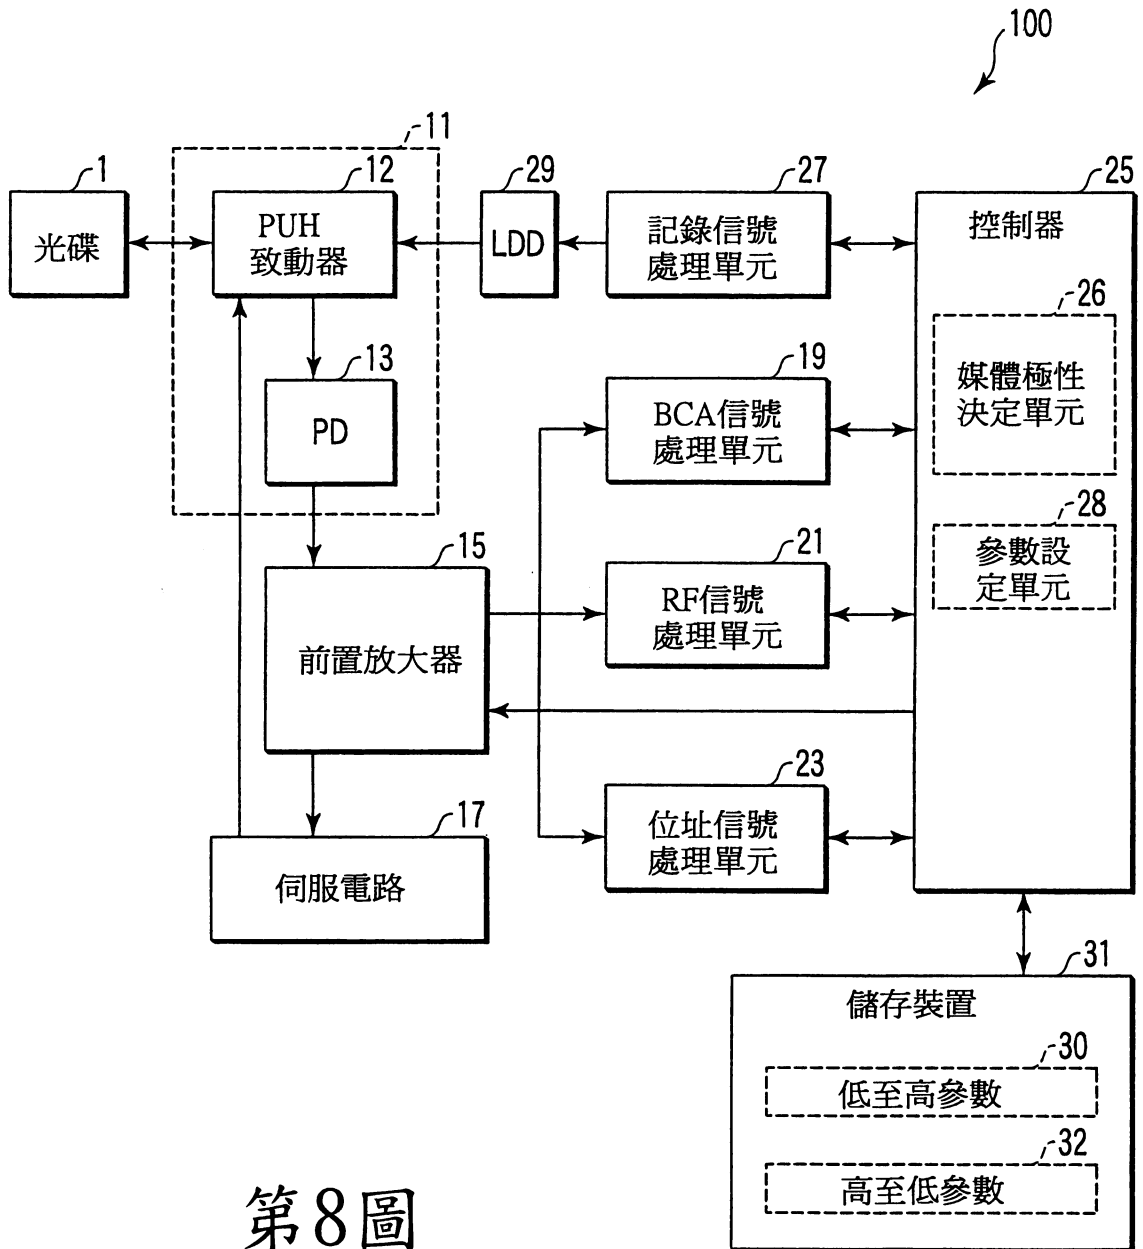 100
11
1
光碟
12
PUH
致動器
29
LDD
27
記錄信號
處理單元
25
控制器
26
媒體極性
決定單元
13
PD
19
BCA信號
處理單元
28
參數設
定單元
15
前置放大器
21
RF信號
處理單元
23
位址信號
處理單元
17
伺服電路
31
儲存裝置
30
低至高參數
32
高至低參數
第8圖